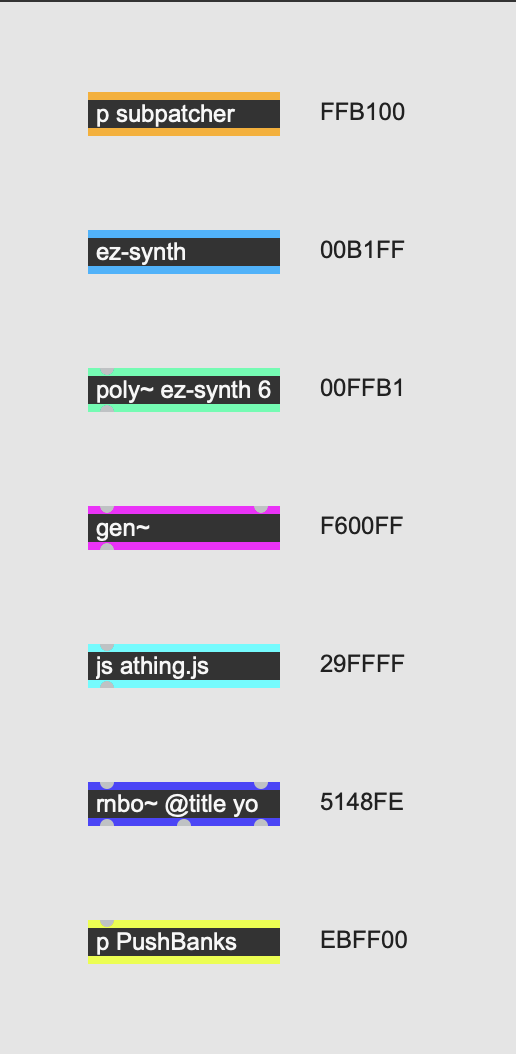 p subpatcher FFB100
ez-synth 00B1FF
poly~ ez-synth 6 00FFB1
gen~ F600FF
js athing.js 29FFFF
rnbo~ @title yo 5148FE
p PushBanks EBFF00